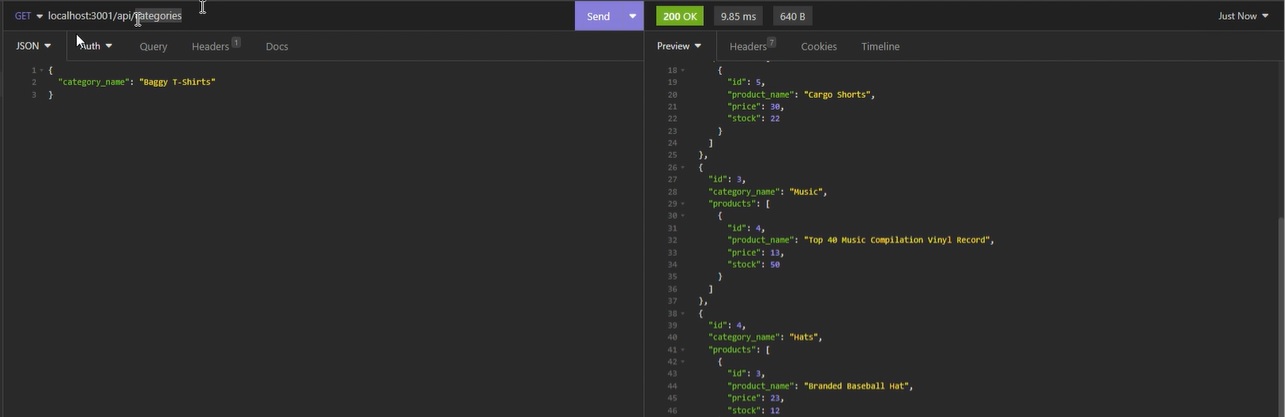 GET localhost:3001/api/categories Send 200 OK 9.85 ms 640 B Just Now
JSON Auth Query Headers 1 Docs
Preview Headers 7 Cookies Timeline
1 {
2 "category_name": "Baggy T-Shirts"
3 }
18 {
19 "id": 5,
20 "product_name": "Cargo Shorts",
21 "price": 30,
22 "stock": 22
23 }
24 ]
25 },
26 {
27 "id": 3,
28 "category_name": "Music",
29 "products": [
30 {
31 "id": 4,
32 "product_name": "Top 40 Music Compilation Vinyl Record",
33 "price": 13,
34 "stock": 50
35 }
36 ]
37 },
38 {
39 "id": 4,
40 "category_name": "Hats",
41 "products": [
42 {
43 "id": 3,
44 "product_name": "Branded Baseball Hat",
45 "price": 23,
46 "stock": 12